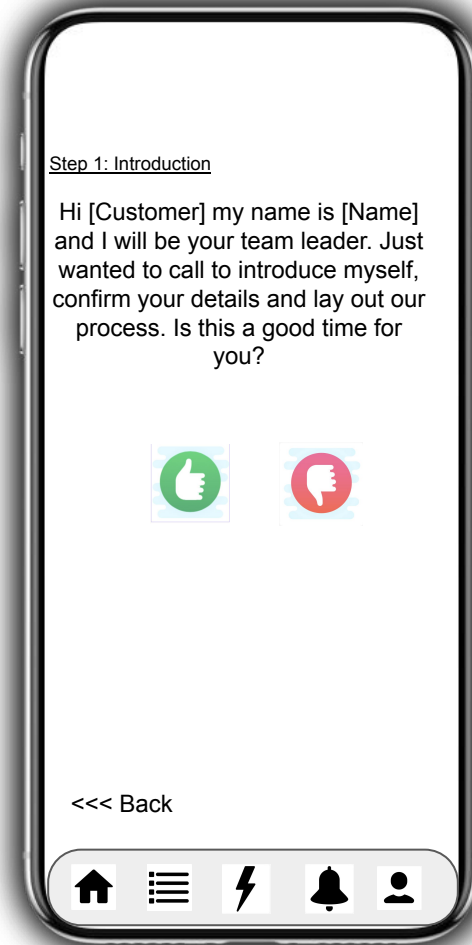 Step 1: Introduction
Hi [Customer] my name is [Name]
and I will be your team leader. Just
wanted to call to introduce myself,
confirm your details and lay out our
process. Is this a good time for
you?
<<< Back